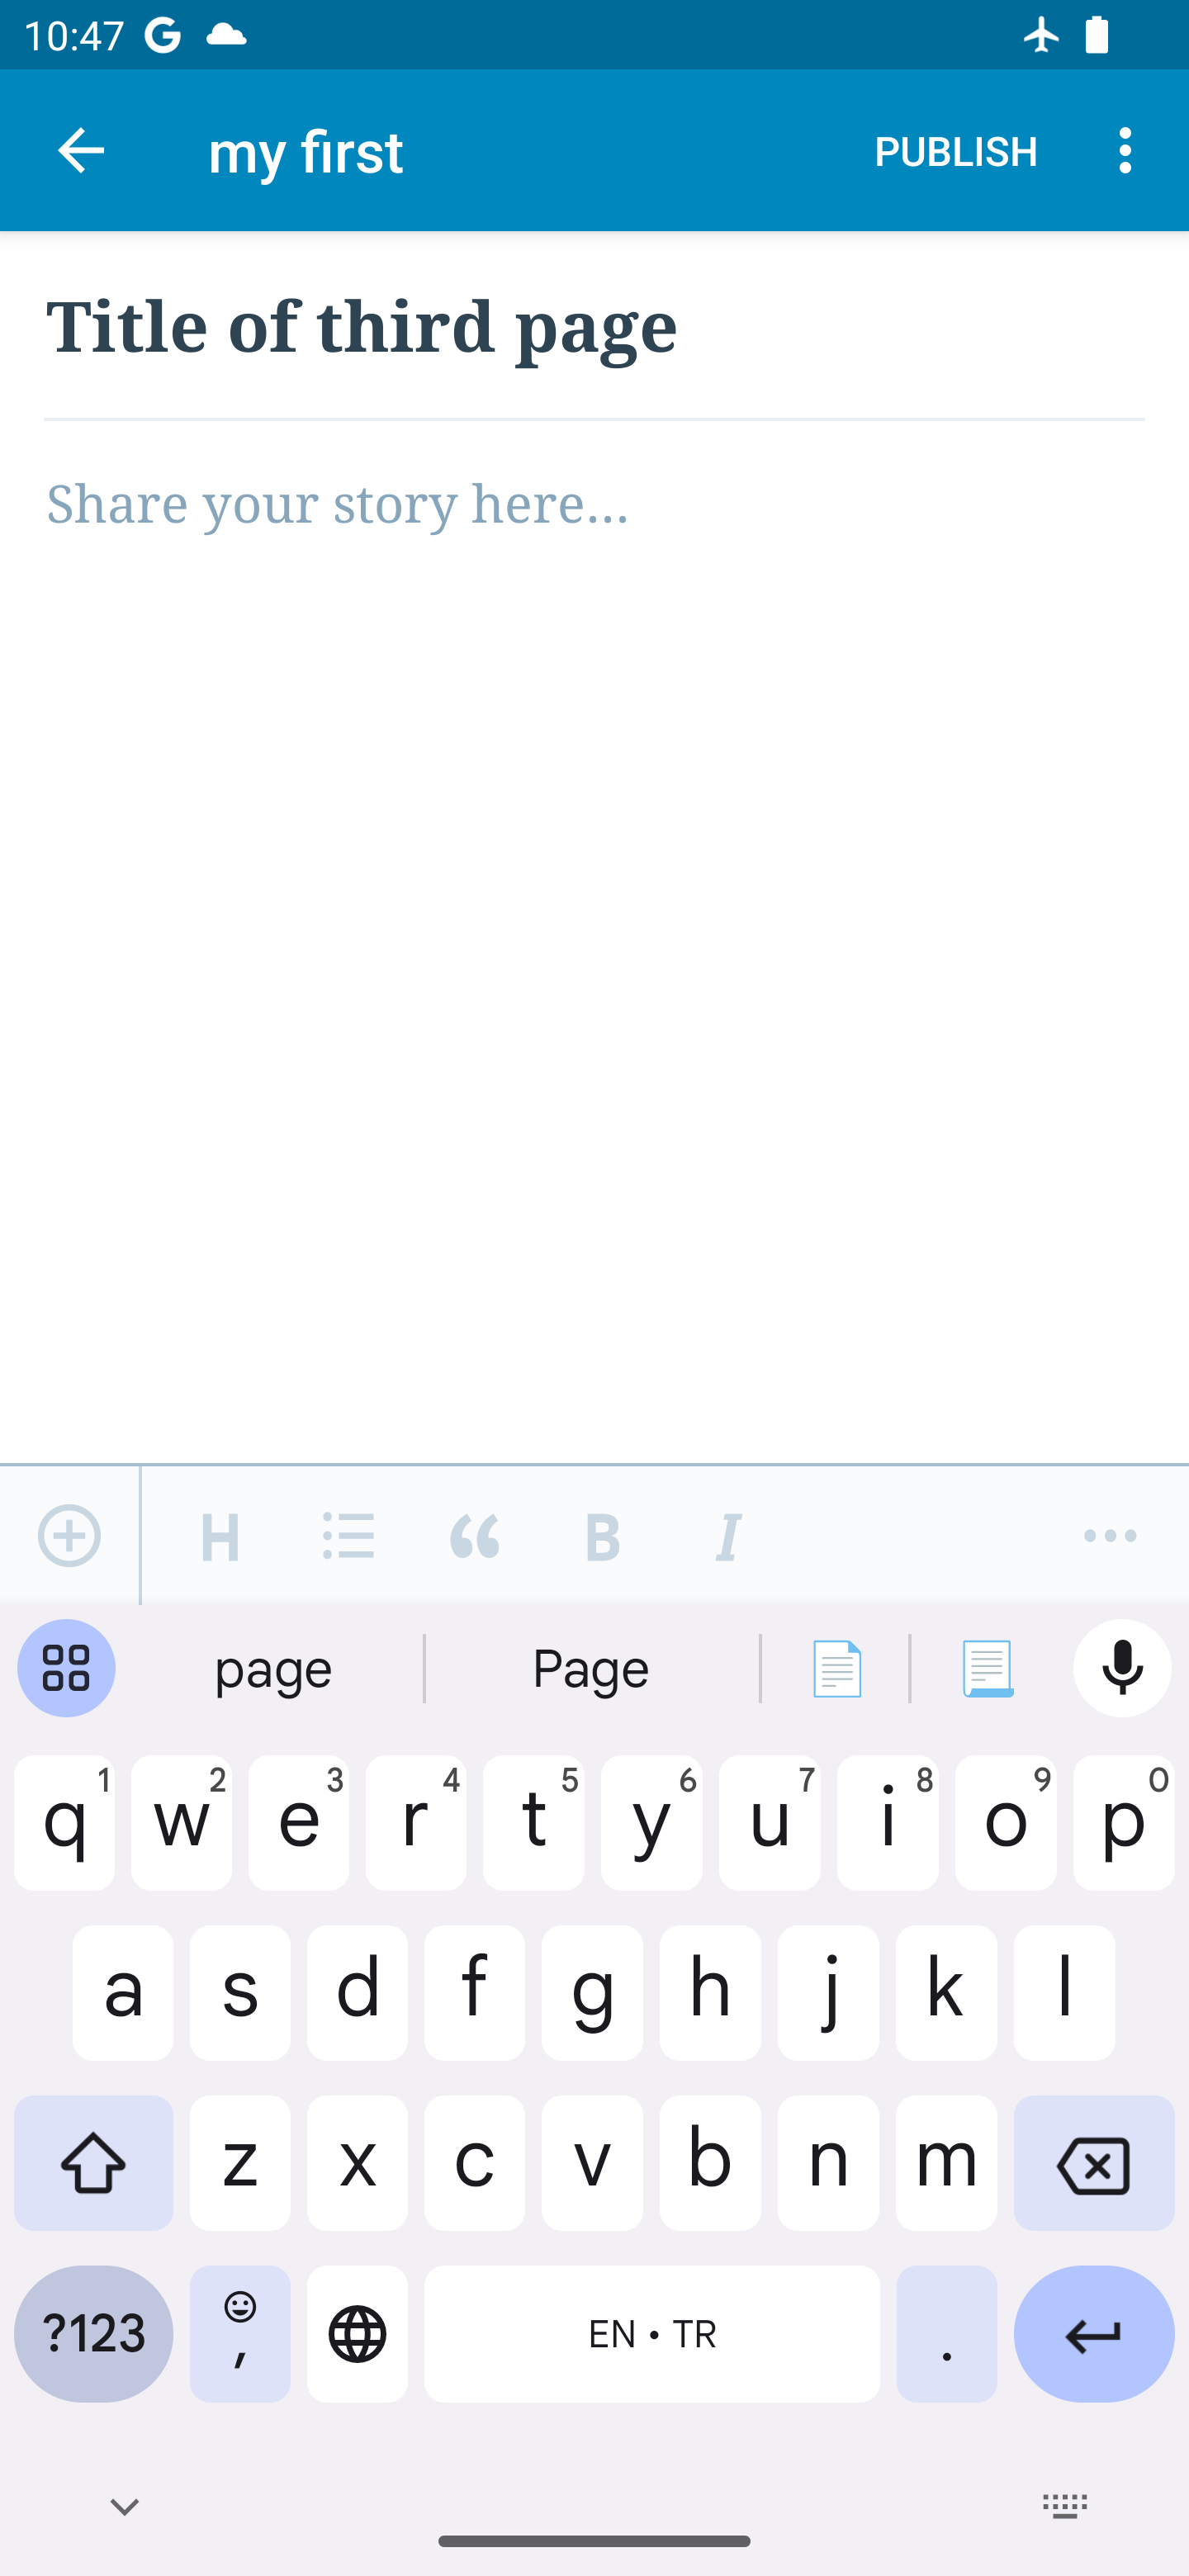 10:47
my first
PUBLISH
Title of third page
Share your story here...
H
B
I
page
Page
q1 w2 e3 r4 t5 y6 u7 i8 o9 p0
a s d f g h j k l
z x c v b n m
?123 , EN • TR .